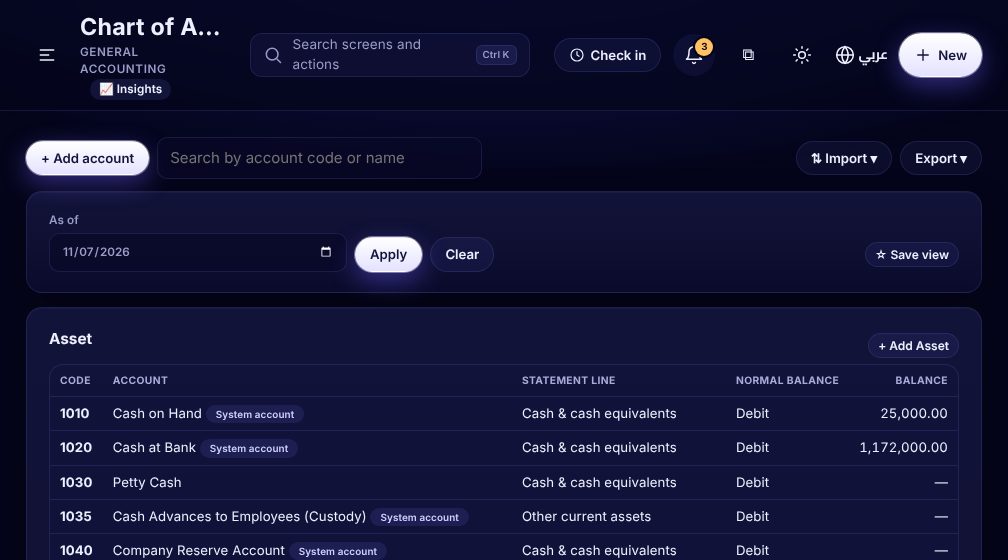 Chart of A...
GENERAL
ACCOUNTING
📈 Insights
Search screens and
actions
Ctrl K
Check in
3
عربي
+ New
+ Add account
Search by account code or name
⇅ Import ▾
Export ▾
As of
11/07/2026
Apply
Clear
☆ Save view
Asset
+ Add Asset
CODE ACCOUNT STATEMENT LINE NORMAL BALANCE BALANCE
1010 Cash on Hand System account Cash & cash equivalents Debit 25,000.00
1020 Cash at Bank System account Cash & cash equivalents Debit 1,172,000.00
1030 Petty Cash Cash & cash equivalents Debit —
1035 Cash Advances to Employees (Custody) System account Other current assets Debit —
1040 Company Reserve Account System account Cash & cash equivalents Debit —